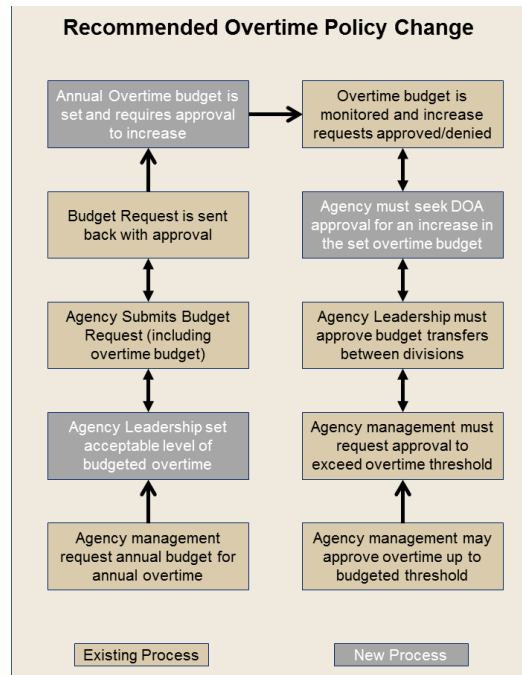 Recommended Overtime Policy Change
Annual Overtime budget is
set and requires approval
to increase
Budget Request is sent
back with approval
Agency Submits Budget
Request (including
overtime budget)
Agency Leadership set
acceptable level of
budgeted overtime
Agency management
request annual budget for
annual overtime
Overtime budget is
monitored and increase
requests approved/denied
Agency must seek DOA
approval for an increase in
the set overtime budget
Agency Leadership must
approve budget transfers
between divisions
Agency management must
request approval to
exceed overtime threshold
Agency management may
approve overtime up to
budgeted threshold
Existing Process
New Process